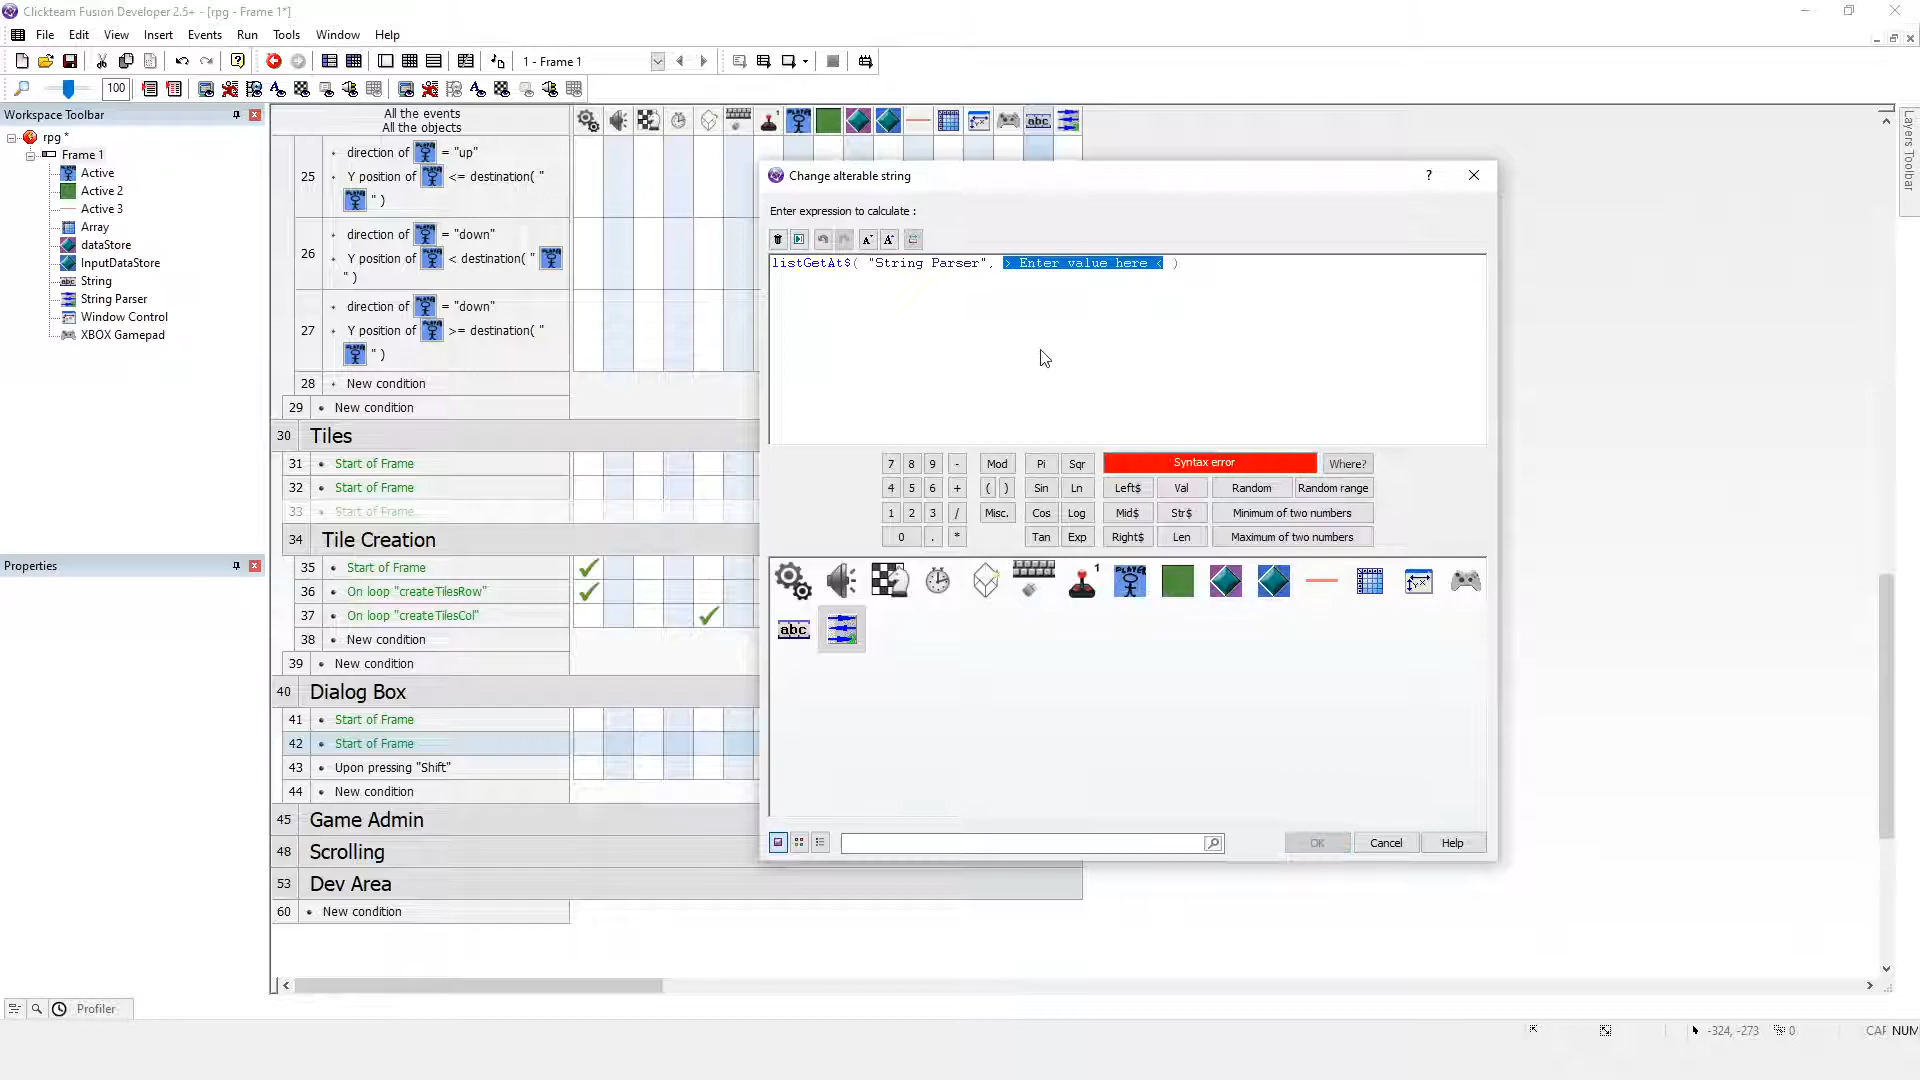 Clickteam Fusion Developer 2.5+ - [rpg - Frame 1*]
File Edit View Insert Events Run Tools Window Help
1 - Frame 1
100
Workspace Toolbar
rpg *
Frame 1
Active
Active 2
Active 3
Array
dataStore
InputDataStore
String
String Parser
Window Control
XBOX Gamepad
Properties
All the events
All the objects
25 direction of = "up"
Y position of <= destination( "
" )
26 direction of = "down"
Y position of < destination( "
" )
27 direction of = "down"
Y position of >= destination( "
" )
28 New condition
29 New condition
30 Tiles
31 Start of Frame
32 Start of Frame
33 Start of Frame
34 Tile Creation
35 Start of Frame
36 On loop "createTilesRow"
37 On loop "createTilesCol"
38 New condition
39 New condition
40 Dialog Box
41 Start of Frame
42 Start of Frame
43 Upon pressing "Shift"
44 New condition
45 Game Admin
48 Scrolling
53 Dev Area
60 New condition
Change alterable string
Enter expression to calculate :
listGetAt$( "String Parser", > Enter value here < )
7 8 9 - Mod Pi Sqr Syntax error Where?
4 5 6 + ( ) Sin Ln Left$ Val Random Random range
1 2 3 / Misc. Cos Log Mid$ Str$ Minimum of two numbers
0 . * Tan Exp Right$ Len Maximum of two numbers
PLAYER
1
abc
OK Cancel Help
Layers Toolbar
Profiler
-324, -273 0 CAP NUM